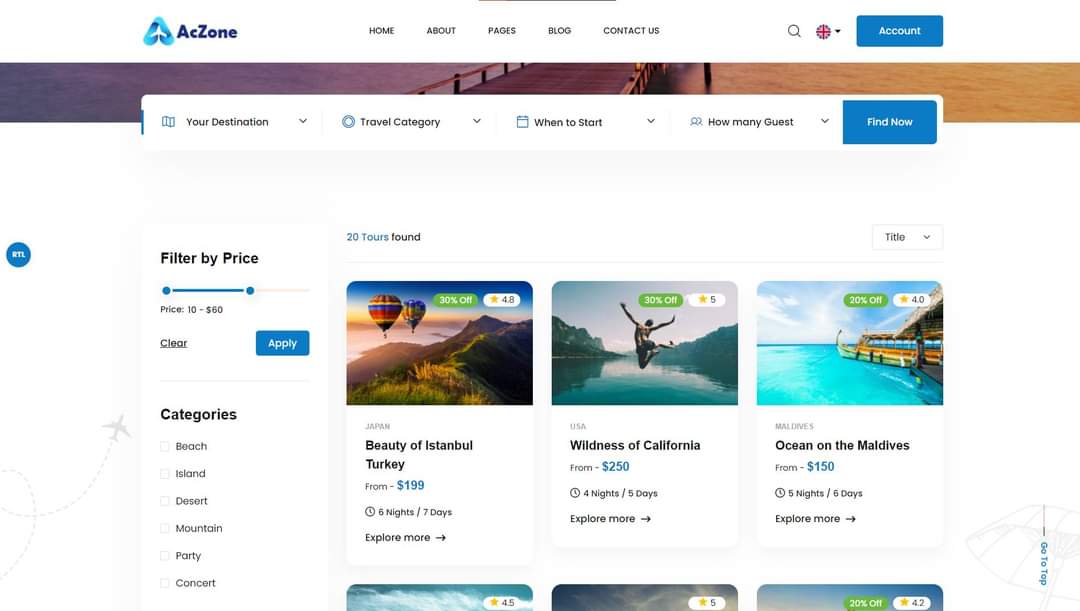 AcZone
HOME ABOUT PAGES BLOG CONTACT US
Account
Your Destination
Travel Category
When to Start
How many Guest
Find Now
RTL
Filter by Price
Price: 10 - $60
Clear
Apply
Categories
Beach
Island
Desert
Mountain
Party
Concert
20 Tours found
Title
30% Off
4.8
JAPAN
Beauty of Istanbul
Turkey
From - $199
6 Nights / 7 Days
Explore more
30% Off
5
USA
Wildness of California
From - $250
4 Nights / 5 Days
Explore more
20% Off
4.0
MALDIVES
Ocean on the Maldives
From - $150
5 Nights / 6 Days
Explore more
4.5
5
20% Off
4.2
Go To Top